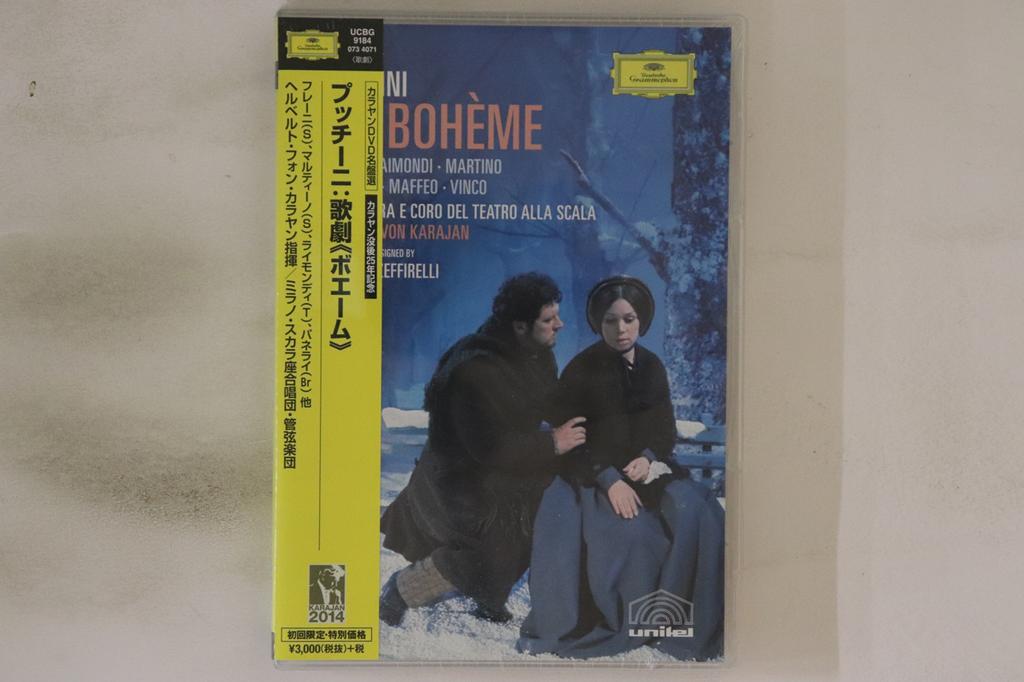 Deutsche
Grammophon
UCBG
9184
073 4071
〈歌劇〉
カラヤンDVD名盤選
カラヤン没後25年記念
プッチーニ:歌劇《ボエーム》
フレーニ(S)、マルティーノ(S)、ライモンディ(T)、パネライ(Br)他
ヘルベルト・フォン・カラヤン指揮/ミラノ・スカラ座合唱団・管弦楽団
KARAJAN
2014
初回限定・特別価格
¥3,000(税抜)+税
Deutsche
Grammophon
NI
BOHÈME
AIMONDI · MARTINO
· MAFFEO · VINCO
RA E CORO DEL TEATRO ALLA SCALA
VON KARAJAN
SIGNED BY
ZEFFIRELLI
unitel